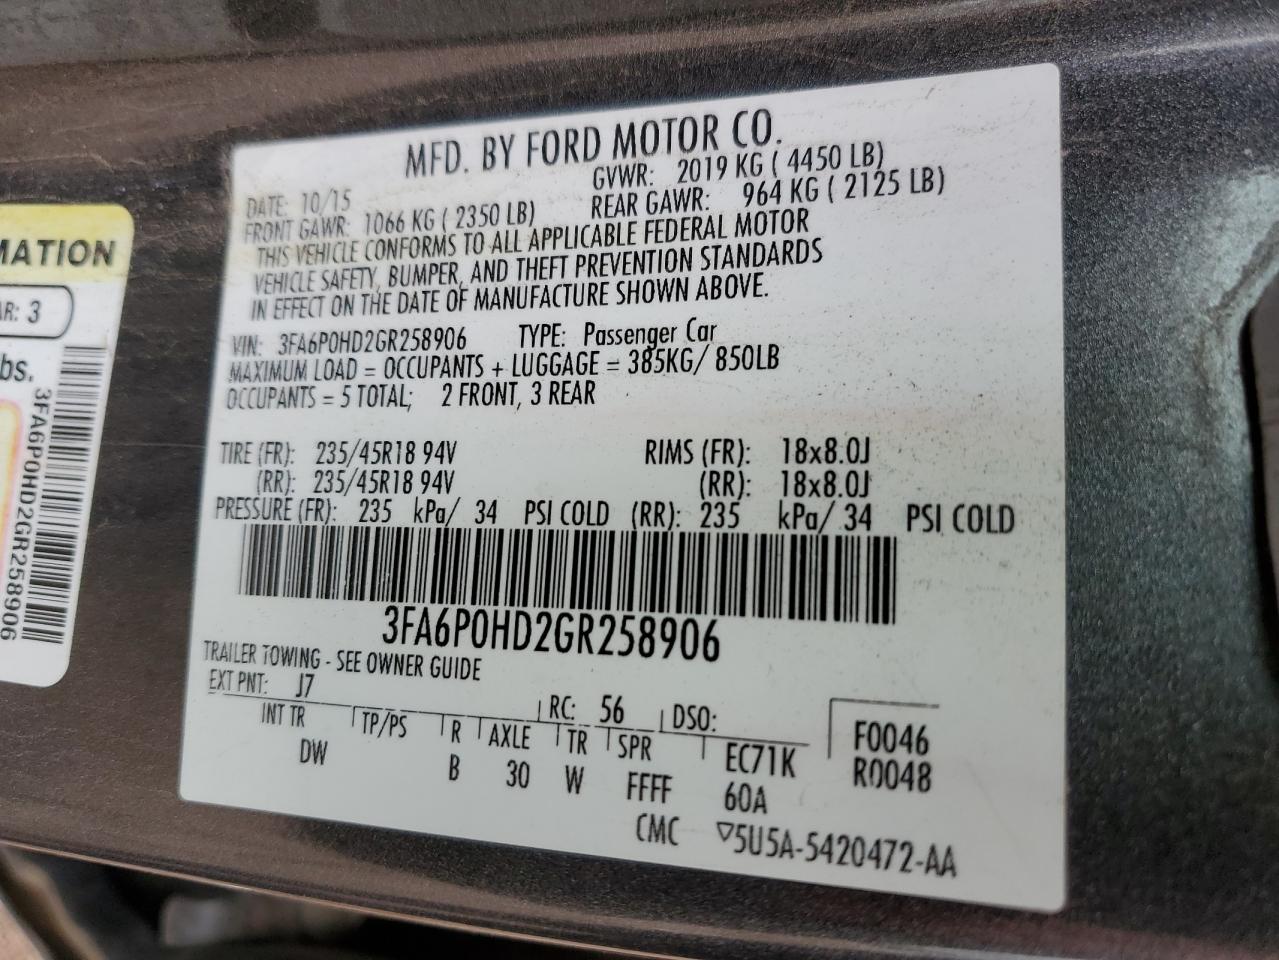 MFD. BY FORD MOTOR CO.
DATE: 10/15 GVWR: 2019 KG ( 4450 LB)
FRONT GAWR: 1066 KG ( 2350 LB) REAR GAWR: 964 KG ( 2125 LB)
THIS VEHICLE CONFORMS TO ALL APPLICABLE FEDERAL MOTOR
VEHICLE SAFETY, BUMPER, AND THEFT PREVENTION STANDARDS
IN EFFECT ON THE DATE OF MANUFACTURE SHOWN ABOVE.
VIN: 3FA6P0HD2GR258906 TYPE: Passenger Car
MAXIMUM LOAD = OCCUPANTS + LUGGAGE = 385KG/ 850LB
OCCUPANTS = 5 TOTAL; 2 FRONT, 3 REAR
TIRE (FR): 235/45R18 94V RIMS (FR): 18x8.0J
(RR): 235/45R18 94V (RR): 18x8.0J
PRESSURE (FR): 235 kPa/ 34 PSI COLD (RR): 235 kPa/ 34 PSI COLD
3FA6P0HD2GR258906
TRAILER TOWING - SEE OWNER GUIDE
EXT PNT: J7 RC: 56 DSO:
INT TR TP/PS R AXLE TR SPR EC71K F0046
DW B 30 W FFFF 60A R0048
CMC ▽5U5A-5420472-AA
MATION
AR: 3
bs.
3FA6P0HD2GR258906